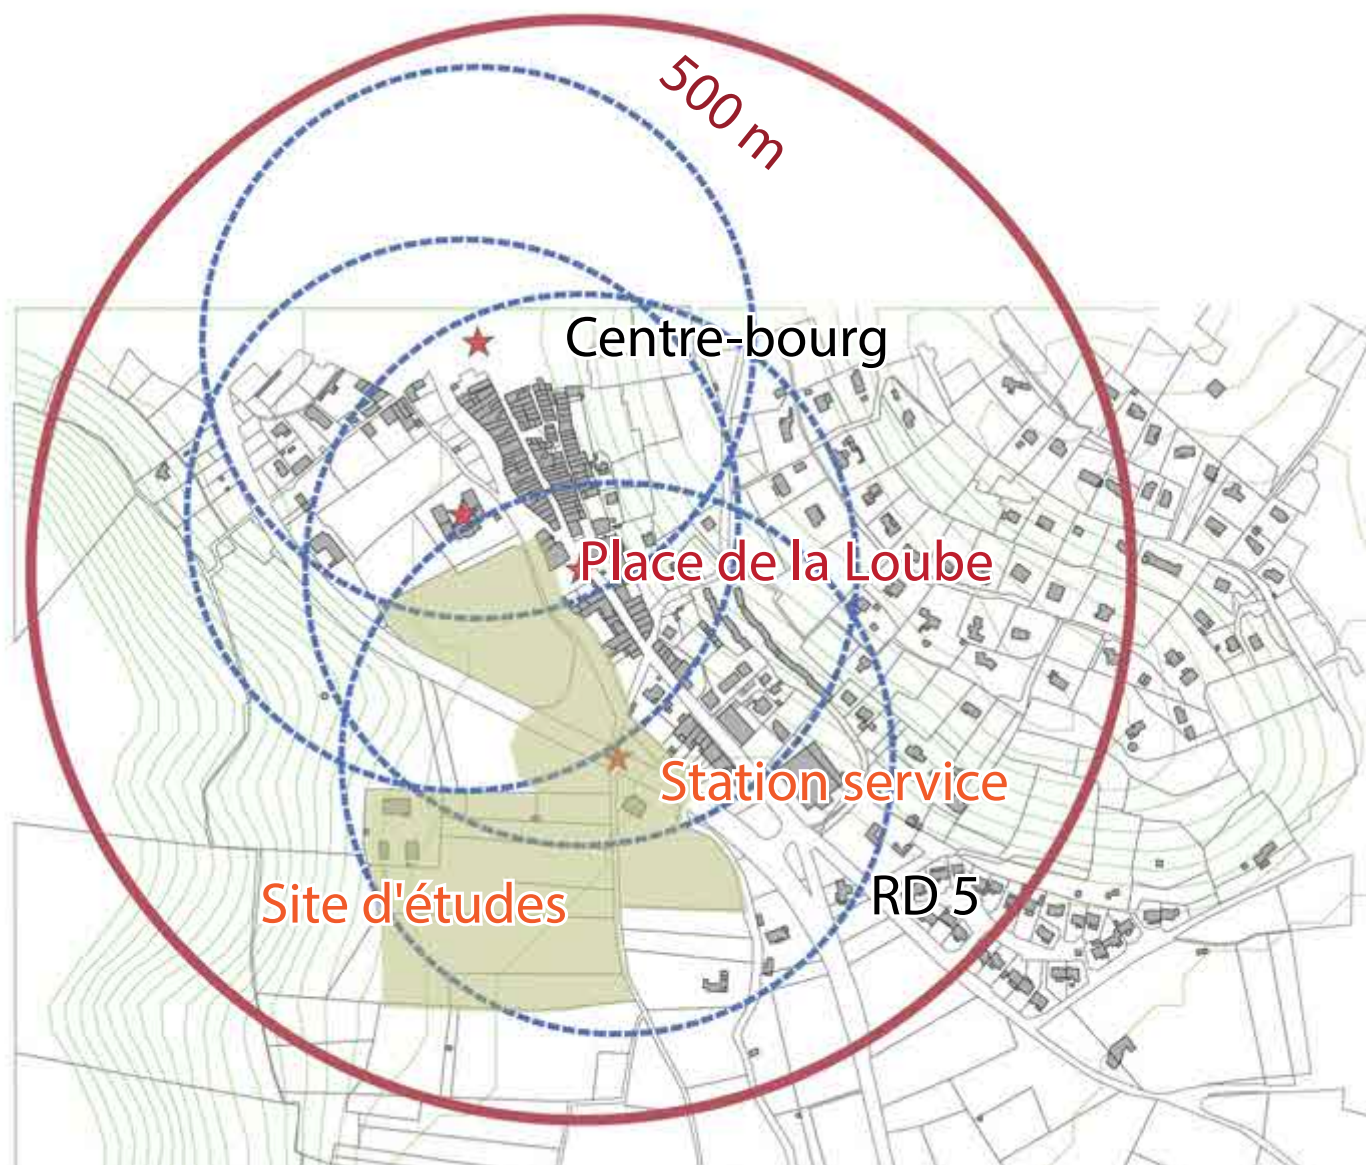 500 m
Centre-bourg
Place de la Loube
Station service
Site d'études
RD 5